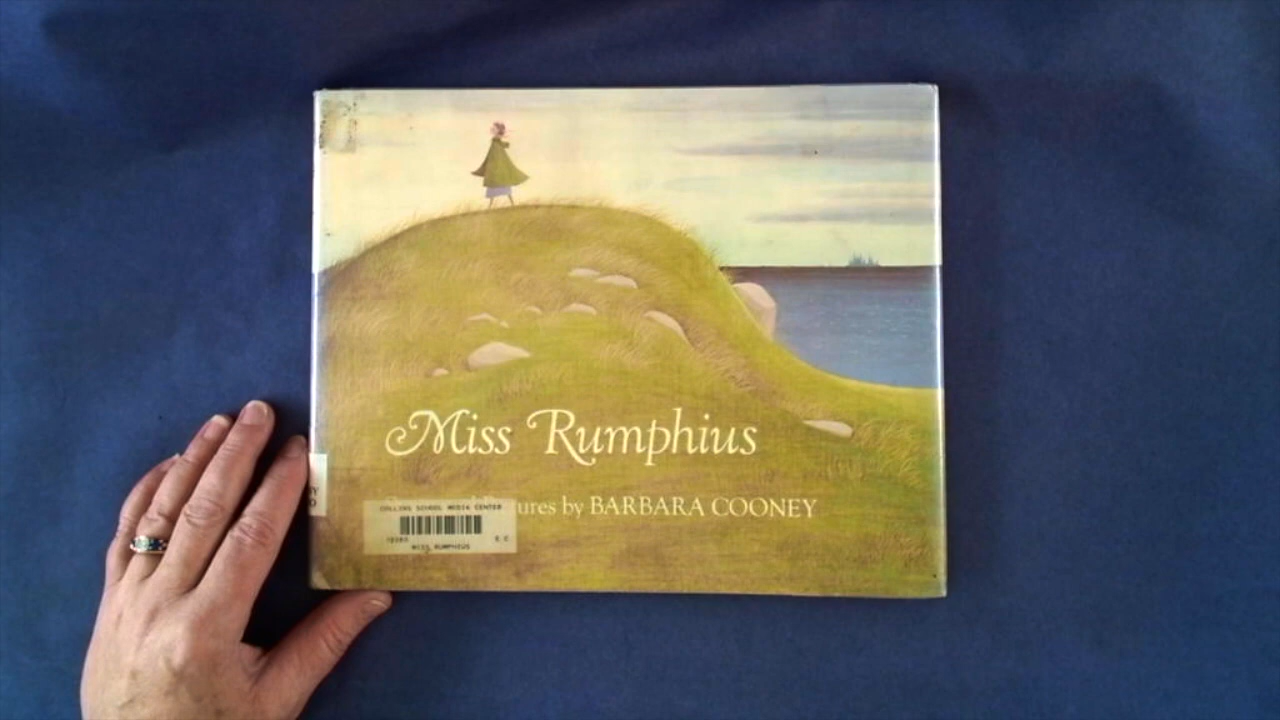 Miss Rumphius
ures by BARBARA COONEY
COLLINS SCHOOL MEDIA CENTER
MISS RUMPHIUS